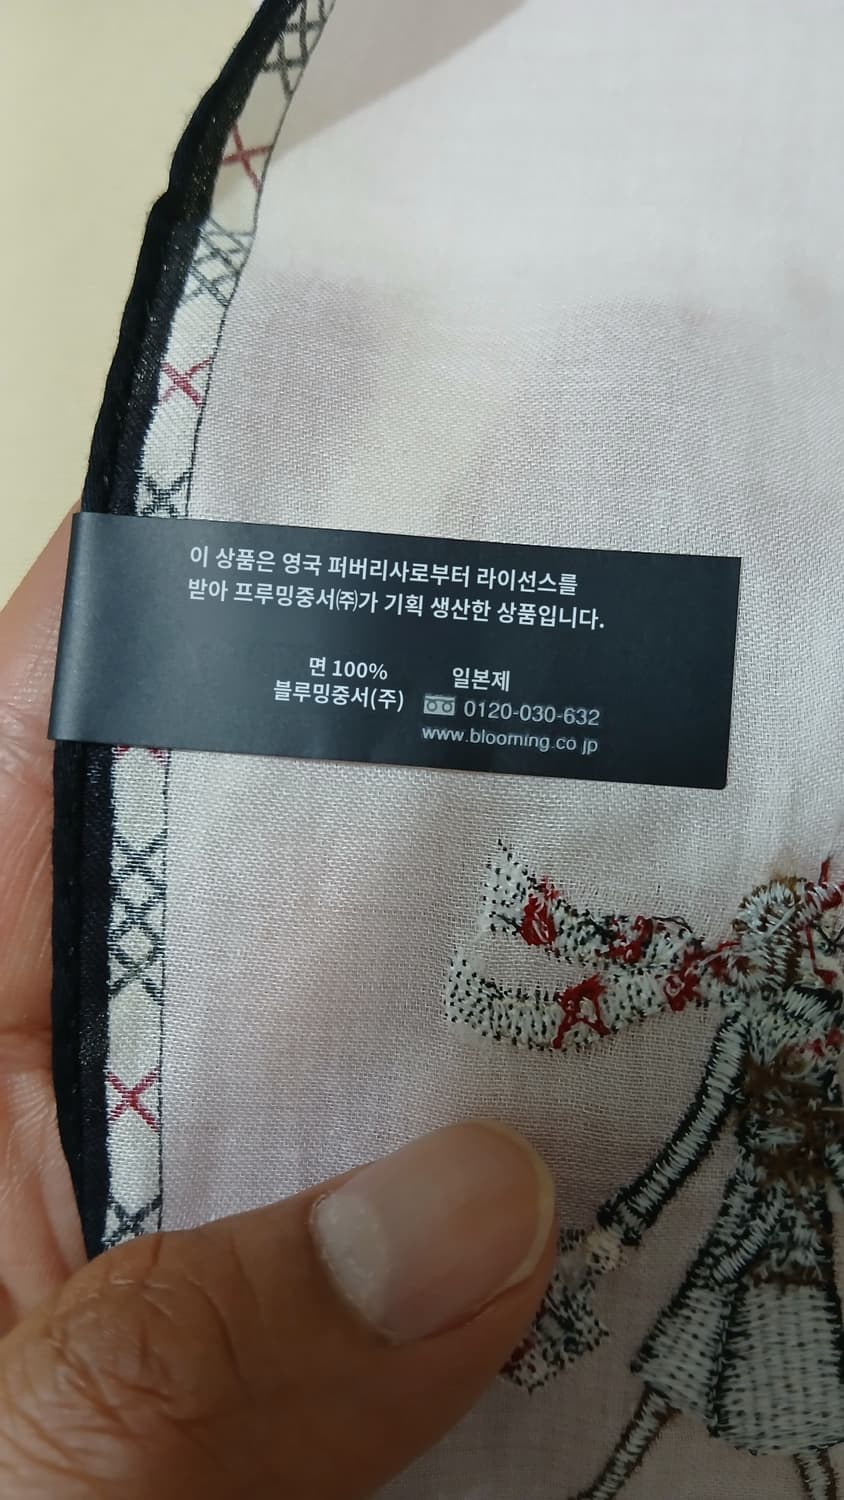 이 상품은 영국 퍼버리사로부터 라이선스를
받아 프루밍중서㈜가 기획 생산한 상품입니다.
면 100%
블루밍중서(주)
일본제
0120-030-632
www.blooming.co jp